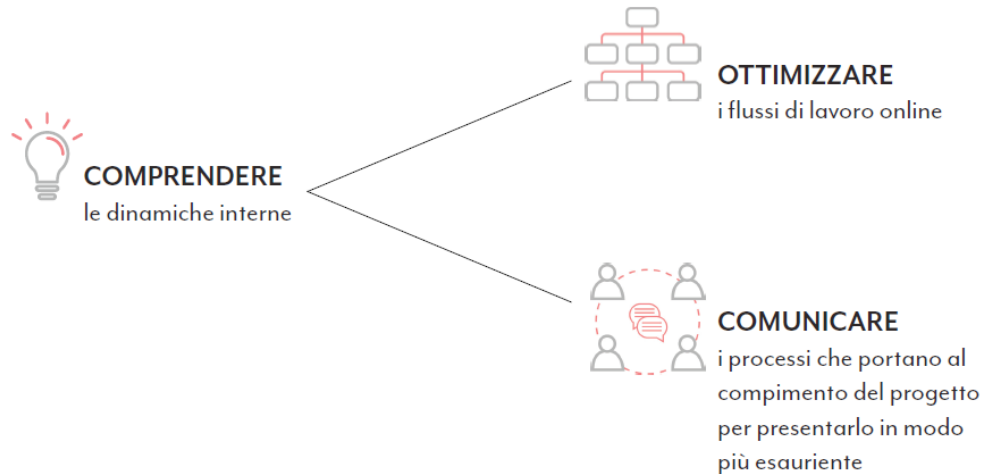 COMPRENDERE
le dinamiche interne
OTTIMIZZARE
i flussi di lavoro online
COMUNICARE
i processi che portano al
compimento del progetto
per presentarlo in modo
più esauriente